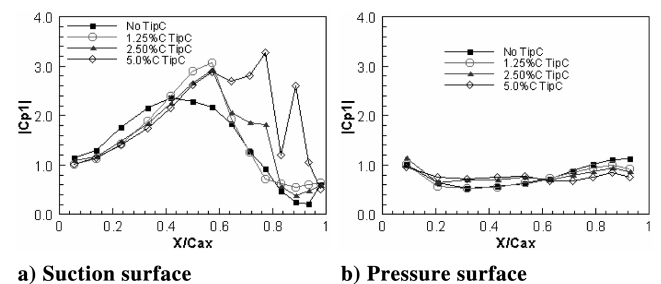 4.0
3.0
2.0
1.0
0.0
|Cp1|
No TipC
1.25%C TipC
2.50%C TipC
5.0%C TipC
0 0.2 0.4 0.6 0.8 1
X/Cax
a) Suction surface
4.0
3.0
2.0
1.0
0.0
|Cp1|
No TipC
1.25%C TipC
2.50%C TipC
5.0%C TipC
0 0.2 0.4 0.6 0.8 1
X/Cax
b) Pressure surface